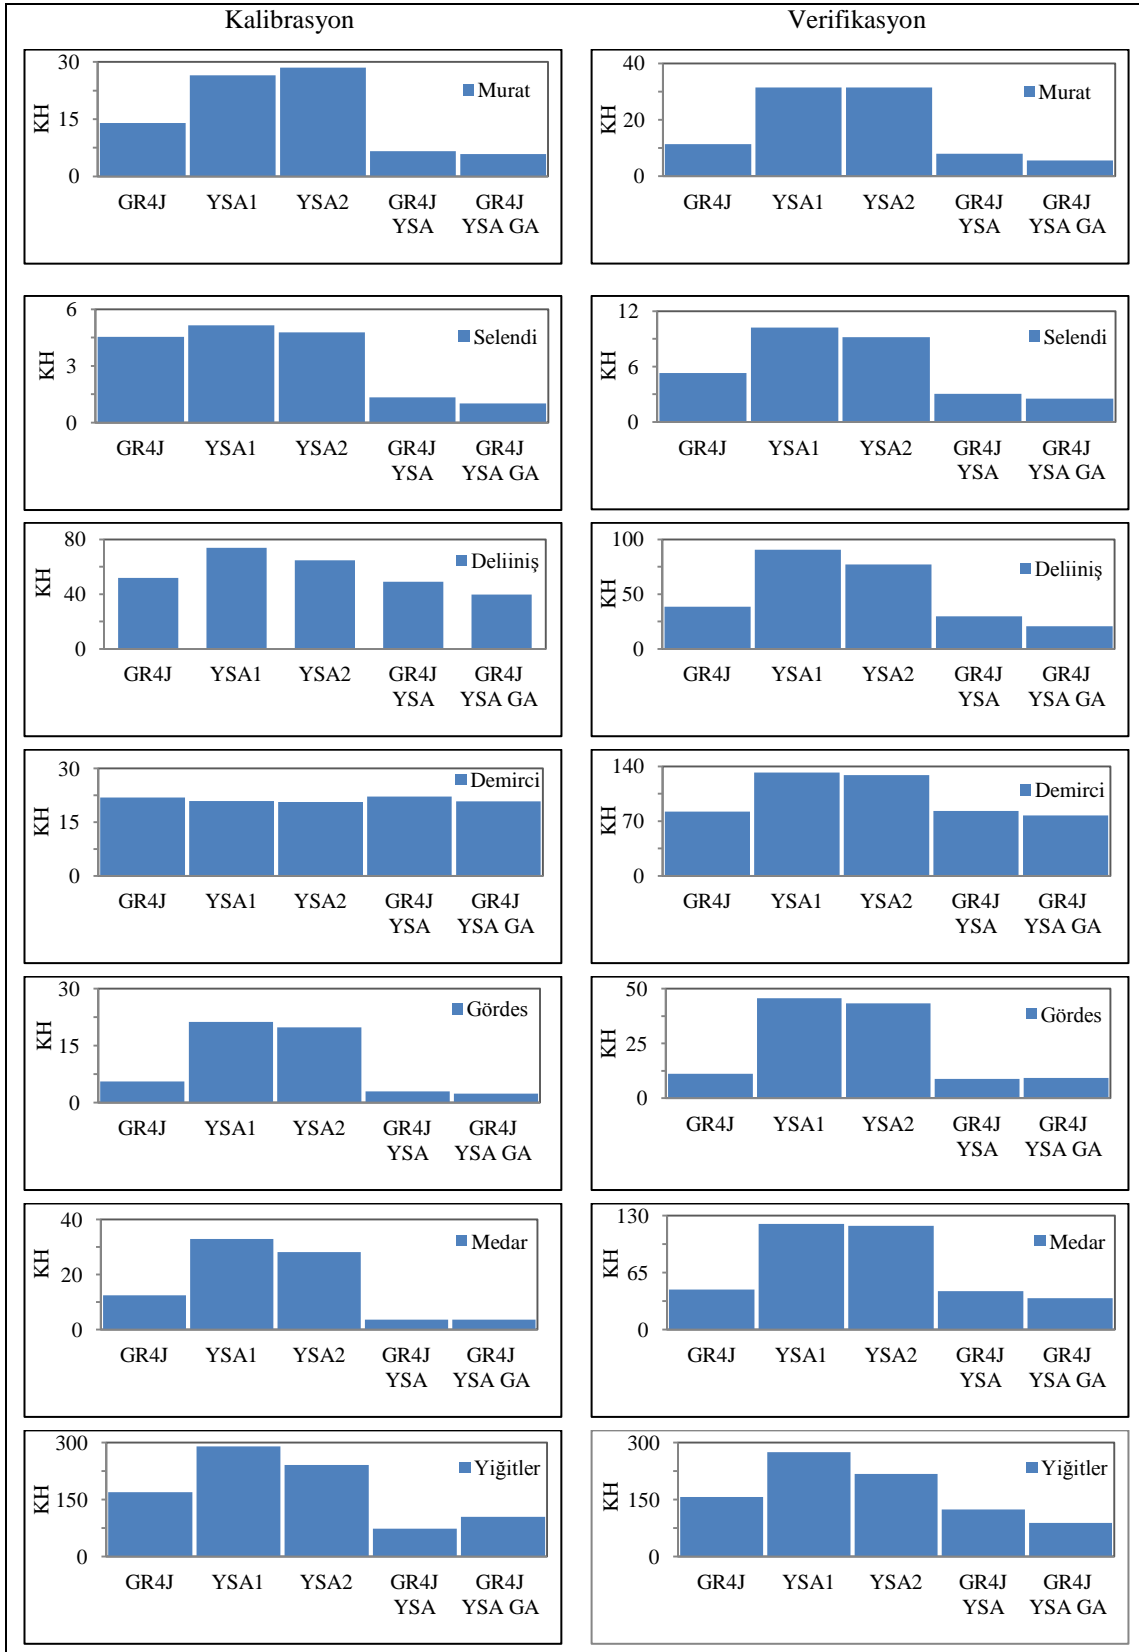 Kalibrasyon Verifikasyon
30
15
0
KH
Murat
GR4J YSA1 YSA2 GR4J GR4J
YSA YSA GA
40
20
0
KH
Murat
GR4J YSA1 YSA2 GR4J GR4J
YSA YSA GA
6
3
0
KH
Selendi
GR4J YSA1 YSA2 GR4J GR4J
YSA YSA GA
12
6
0
KH
Selendi
GR4J YSA1 YSA2 GR4J GR4J
YSA YSA GA
80
40
0
KH
Deliiniş
GR4J YSA1 YSA2 GR4J GR4J
YSA YSA GA
100
50
0
KH
Deliiniş
GR4J YSA1 YSA2 GR4J GR4J
YSA YSA GA
30
15
0
KH
Demirci
GR4J YSA1 YSA2 GR4J GR4J
YSA YSA GA
140
70
0
KH
Demirci
GR4J YSA1 YSA2 GR4J GR4J
YSA YSA GA
30
15
0
KH
Gördes
GR4J YSA1 YSA2 GR4J GR4J
YSA YSA GA
50
25
0
KH
Gördes
GR4J YSA1 YSA2 GR4J GR4J
YSA YSA GA
40
20
0
KH
Medar
GR4J YSA1 YSA2 GR4J GR4J
YSA YSA GA
130
65
0
KH
Medar
GR4J YSA1 YSA2 GR4J GR4J
YSA YSA GA
300
150
0
KH
Yiğitler
GR4J YSA1 YSA2 GR4J GR4J
YSA YSA GA
300
150
0
KH
Yiğitler
GR4J YSA1 YSA2 GR4J GR4J
YSA YSA GA